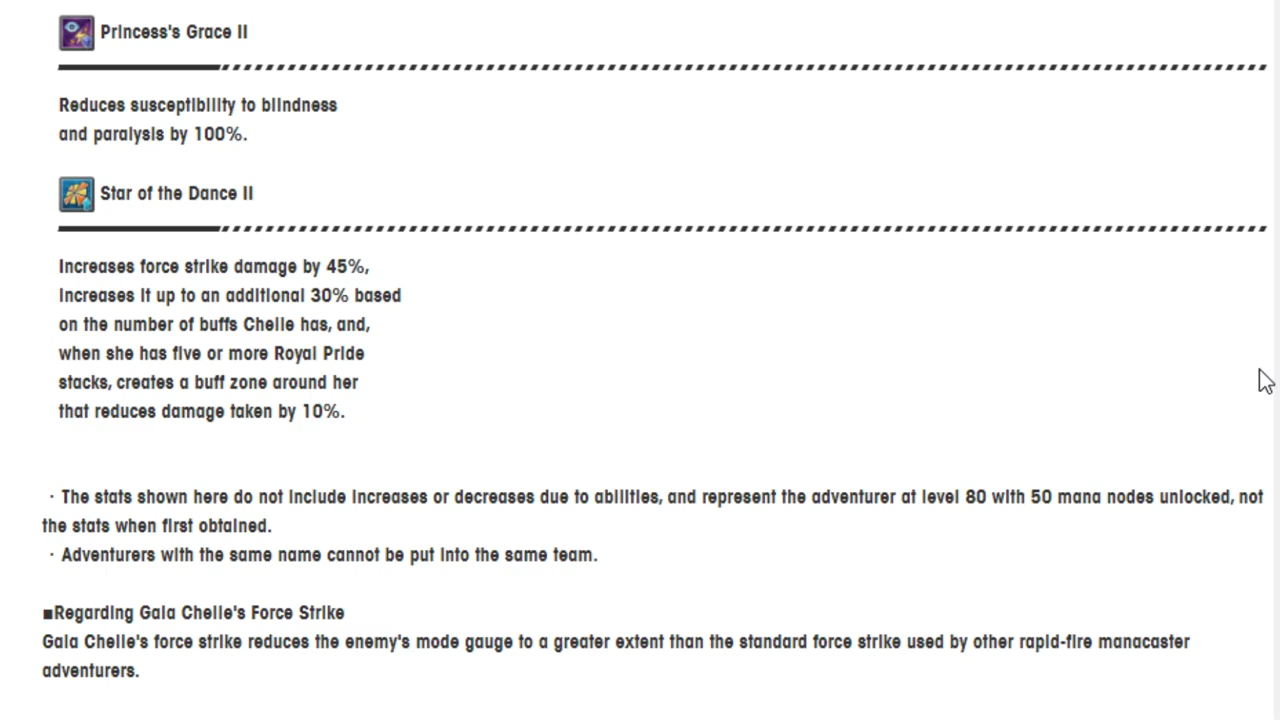 Princess's Grace II
Reduces susceptibility to blindness
and paralysis by 100%.
Star of the Dance II
Increases force strike damage by 45%,
increases it up to an additional 30% based
on the number of buffs Chelle has, and,
when she has five or more Royal Pride
stacks, creates a buff zone around her
that reduces damage taken by 10%.
· The stats shown here do not include increases or decreases due to abilities, and represent the adventurer at level 80 with 50 mana nodes unlocked, not
the stats when first obtained.
· Adventurers with the same name cannot be put into the same team.
■Regarding Gala Chelle's Force Strike
Gala Chelle's force strike reduces the enemy's mode gauge to a greater extent than the standard force strike used by other rapid-fire manacaster
adventurers.